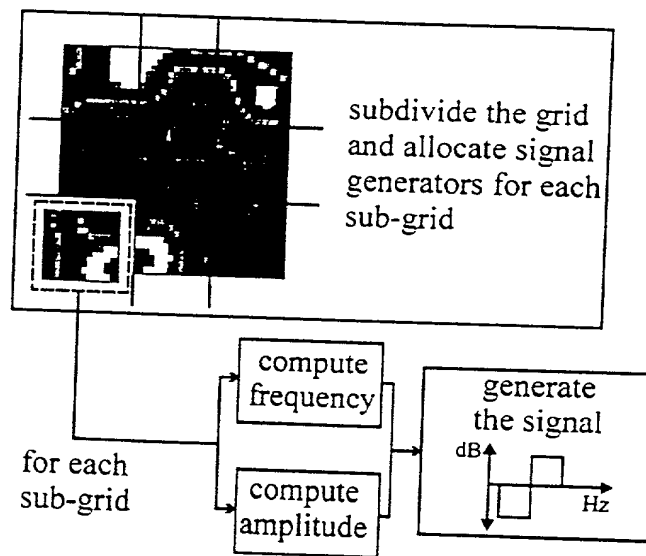 subdivide the grid
and allocate signal
generators for each
sub-grid
for each
sub-grid
compute
frequency
compute
amplitude
generate
the signal
dB
Hz